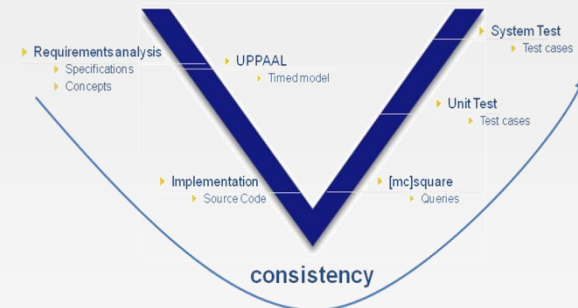 Requirements analysis
Specifications
Concepts
UPPAAL
Timed model
Implementation
Source Code
System Test
Test cases
Unit Test
Test cases
[mc]square
Queries
consistency